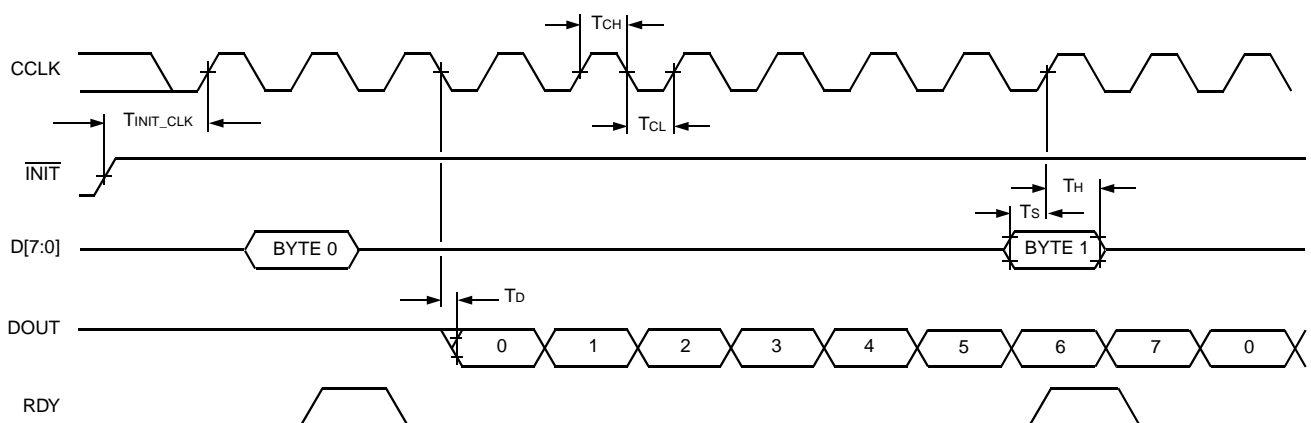 TCH
CCLK
TINIT_CLK
TCL
INIT
TH
TS
D[7:0]
BYTE 0
BYTE 1
TD
DOUT
0 1 2 3 4 5 6 7 0
RDY